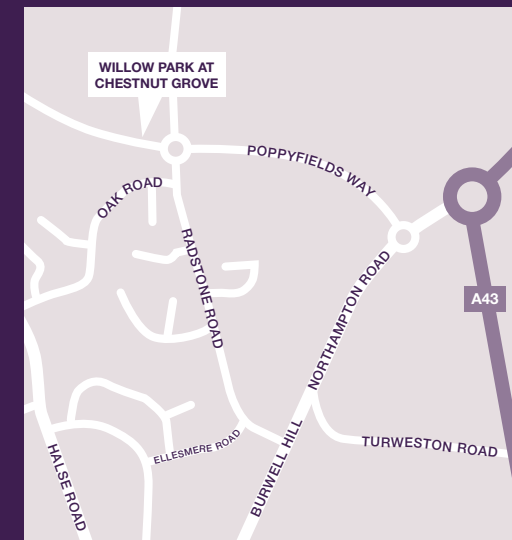 WILLOW PARK AT
CHESTNUT GROVE
POPPYFIELDS WAY
OAK ROAD
RADSTONE ROAD
NORTHAMPTON ROAD
A43
ELLESMERE ROAD
BURWELL HILL
TURWESTON ROAD
HALSE ROAD